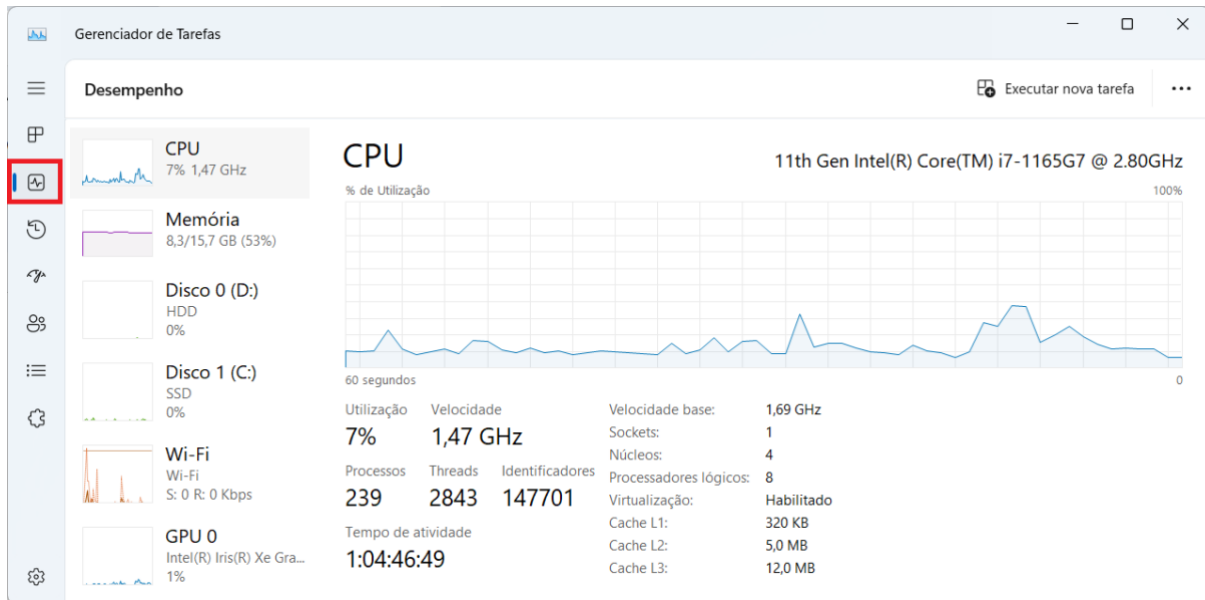 Gerenciador de Tarefas
Desempenho
Executar nova tarefa
CPU
7% 1,47 GHz
Memória
8,3/15,7 GB (53%)
Disco 0 (D:)
HDD
0%
Disco 1 (C:)
SSD
0%
Wi-Fi
Wi-Fi
S: 0 R: 0 Kbps
GPU 0
Intel(R) Iris(R) Xe Gra...
1%
CPU
11th Gen Intel(R) Core(TM) i7-1165G7 @ 2.80GHz
% de Utilização 100%
60 segundos 0
Utilização Velocidade
7% 1,47 GHz
Processos Threads Identificadores
239 2843 147701
Tempo de atividade
1:04:46:49
Velocidade base: 1,69 GHz
Sockets: 1
Núcleos: 4
Processadores lógicos: 8
Virtualização: Habilitado
Cache L1: 320 KB
Cache L2: 5,0 MB
Cache L3: 12,0 MB